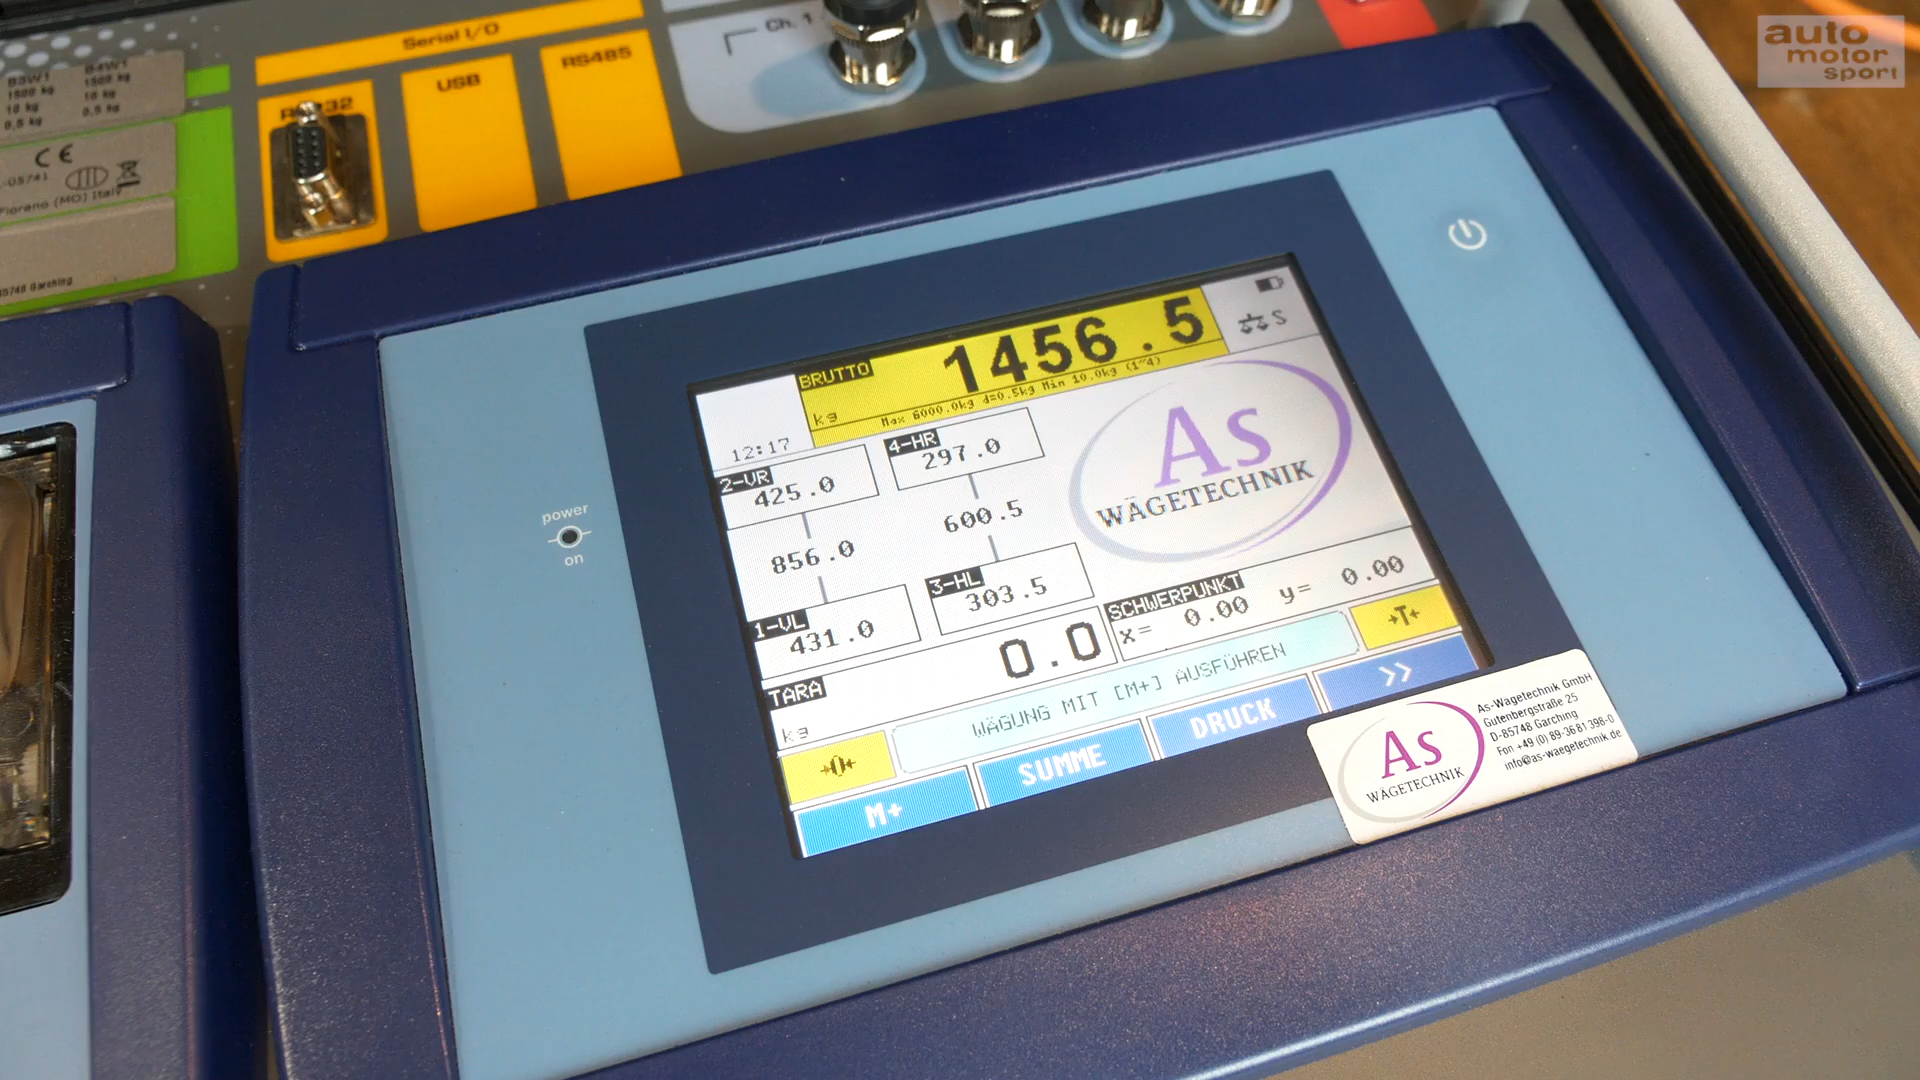 auto
motor
sport
Serial I/O
Ch. 1
B3W1
B4W1
1500 kg
1500 kg
10 kg
10 kg
0,5 kg
0,5 kg
RS232
USB
RS485
CE
-05741
Fiorano (MO) Italy
85748 Garching
power
on
BRUTTO
1456.5
kg
Max 6000.0kg d=0.5kg Min 10.0kg (1~4)
S
12:17
2-VR
425.0
4-HR
297.0
856.0
600.5
1-VL
431.0
3-HL
303.5
As
WÄGETECHNIK
SCHWERPUNKT
x= 0.00 y= 0.00
TARA
0.0
kg
→T←
→0←
WÄGUNG MIT [M+] AUSFÜHREN
M+
SUMME
DRUCK
>>
As
WÄGETECHNIK
As-Wägetechnik GmbH
Gutenbergstraße 25
D-85748 Garching
Fon +49 (0) 89-36 81 398-0
info@as-waegetechnik.de